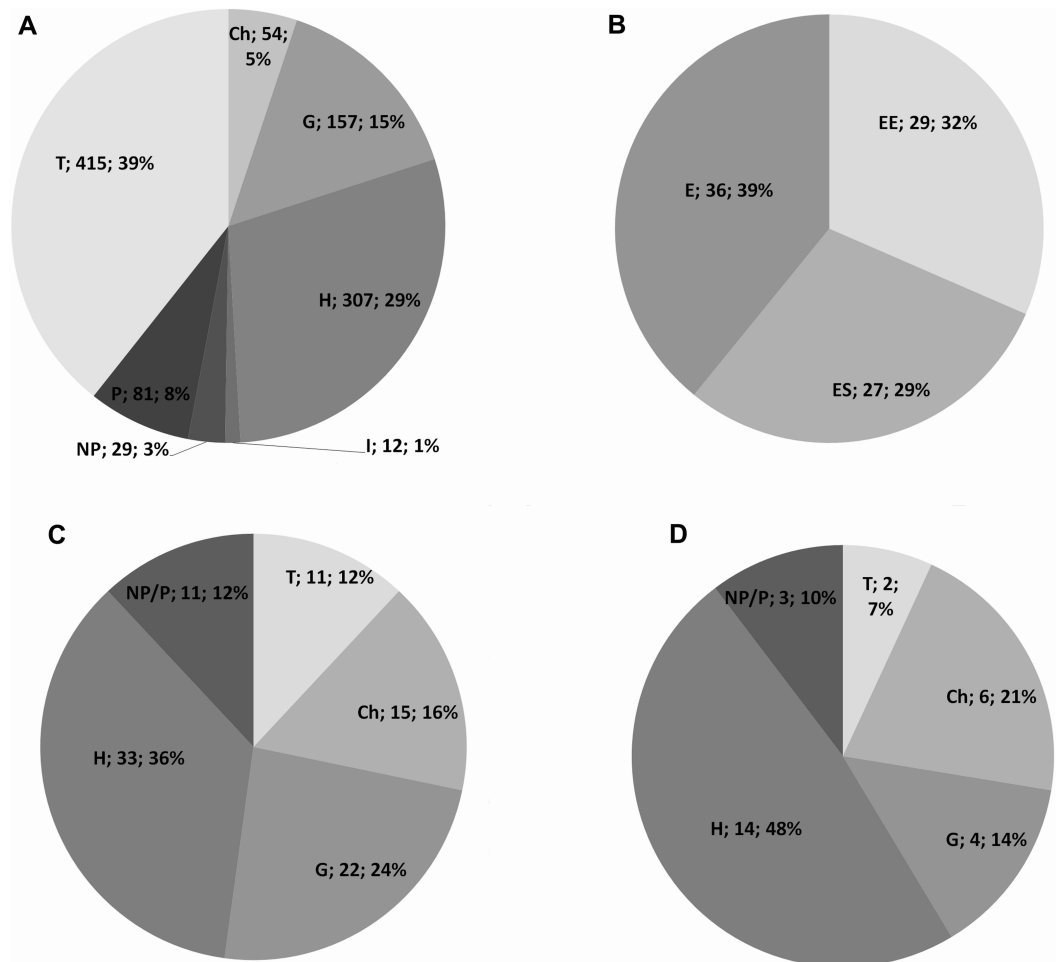 A
Ch; 54;
5%
G; 157; 15%
T; 415; 39%
H; 307; 29%
P; 81; 8%
NP; 29; 3%
I; 12; 1%
B
EE; 29; 32%
E; 36; 39%
ES; 27; 29%
C
T; 11; 12%
NP/P; 11; 12%
Ch; 15; 16%
H; 33; 36%
G; 22; 24%
D
T; 2;
7%
NP/P; 3; 10%
Ch; 6; 21%
H; 14; 48%
G; 4; 14%